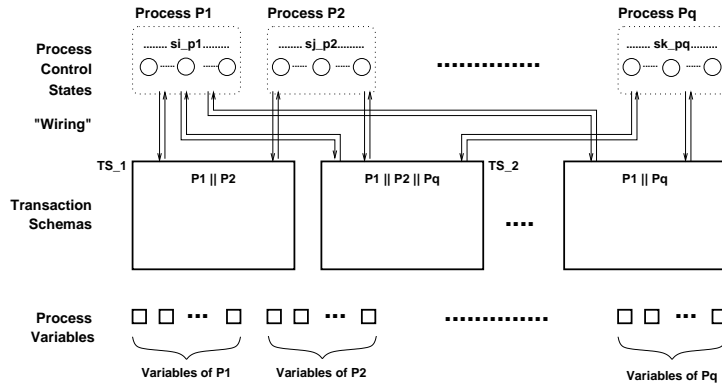 Process P1 Process P2 Process Pq
Process
Control
States
........ si_p1.........
........ sj_p2.........
........ sk_pq.........
"Wiring"
TS_1
TS_2
P1 || P2
P1 || P2 || Pq
P1 || Pq
Transaction
Schemas
Process
Variables
Variables of P1
Variables of P2
Variables of Pq